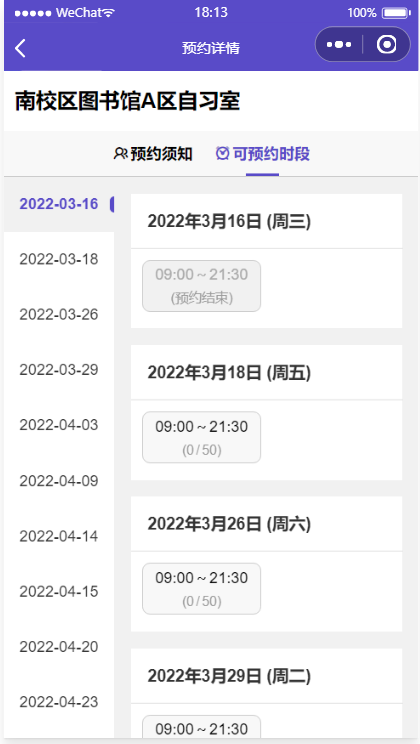 WeChat 18:13 100%
预约详情
南校区图书馆A区自习室
预约须知 可预约时段
2022-03-16
2022-03-18
2022-03-26
2022-03-29
2022-04-03
2022-04-09
2022-04-14
2022-04-15
2022-04-20
2022-04-23
2022年3月16日 (周三)
09:00～21:30
(预约结束)
2022年3月18日 (周五)
09:00～21:30
(0/50)
2022年3月26日 (周六)
09:00～21:30
(0/50)
2022年3月29日 (周二)
09:00～21:30